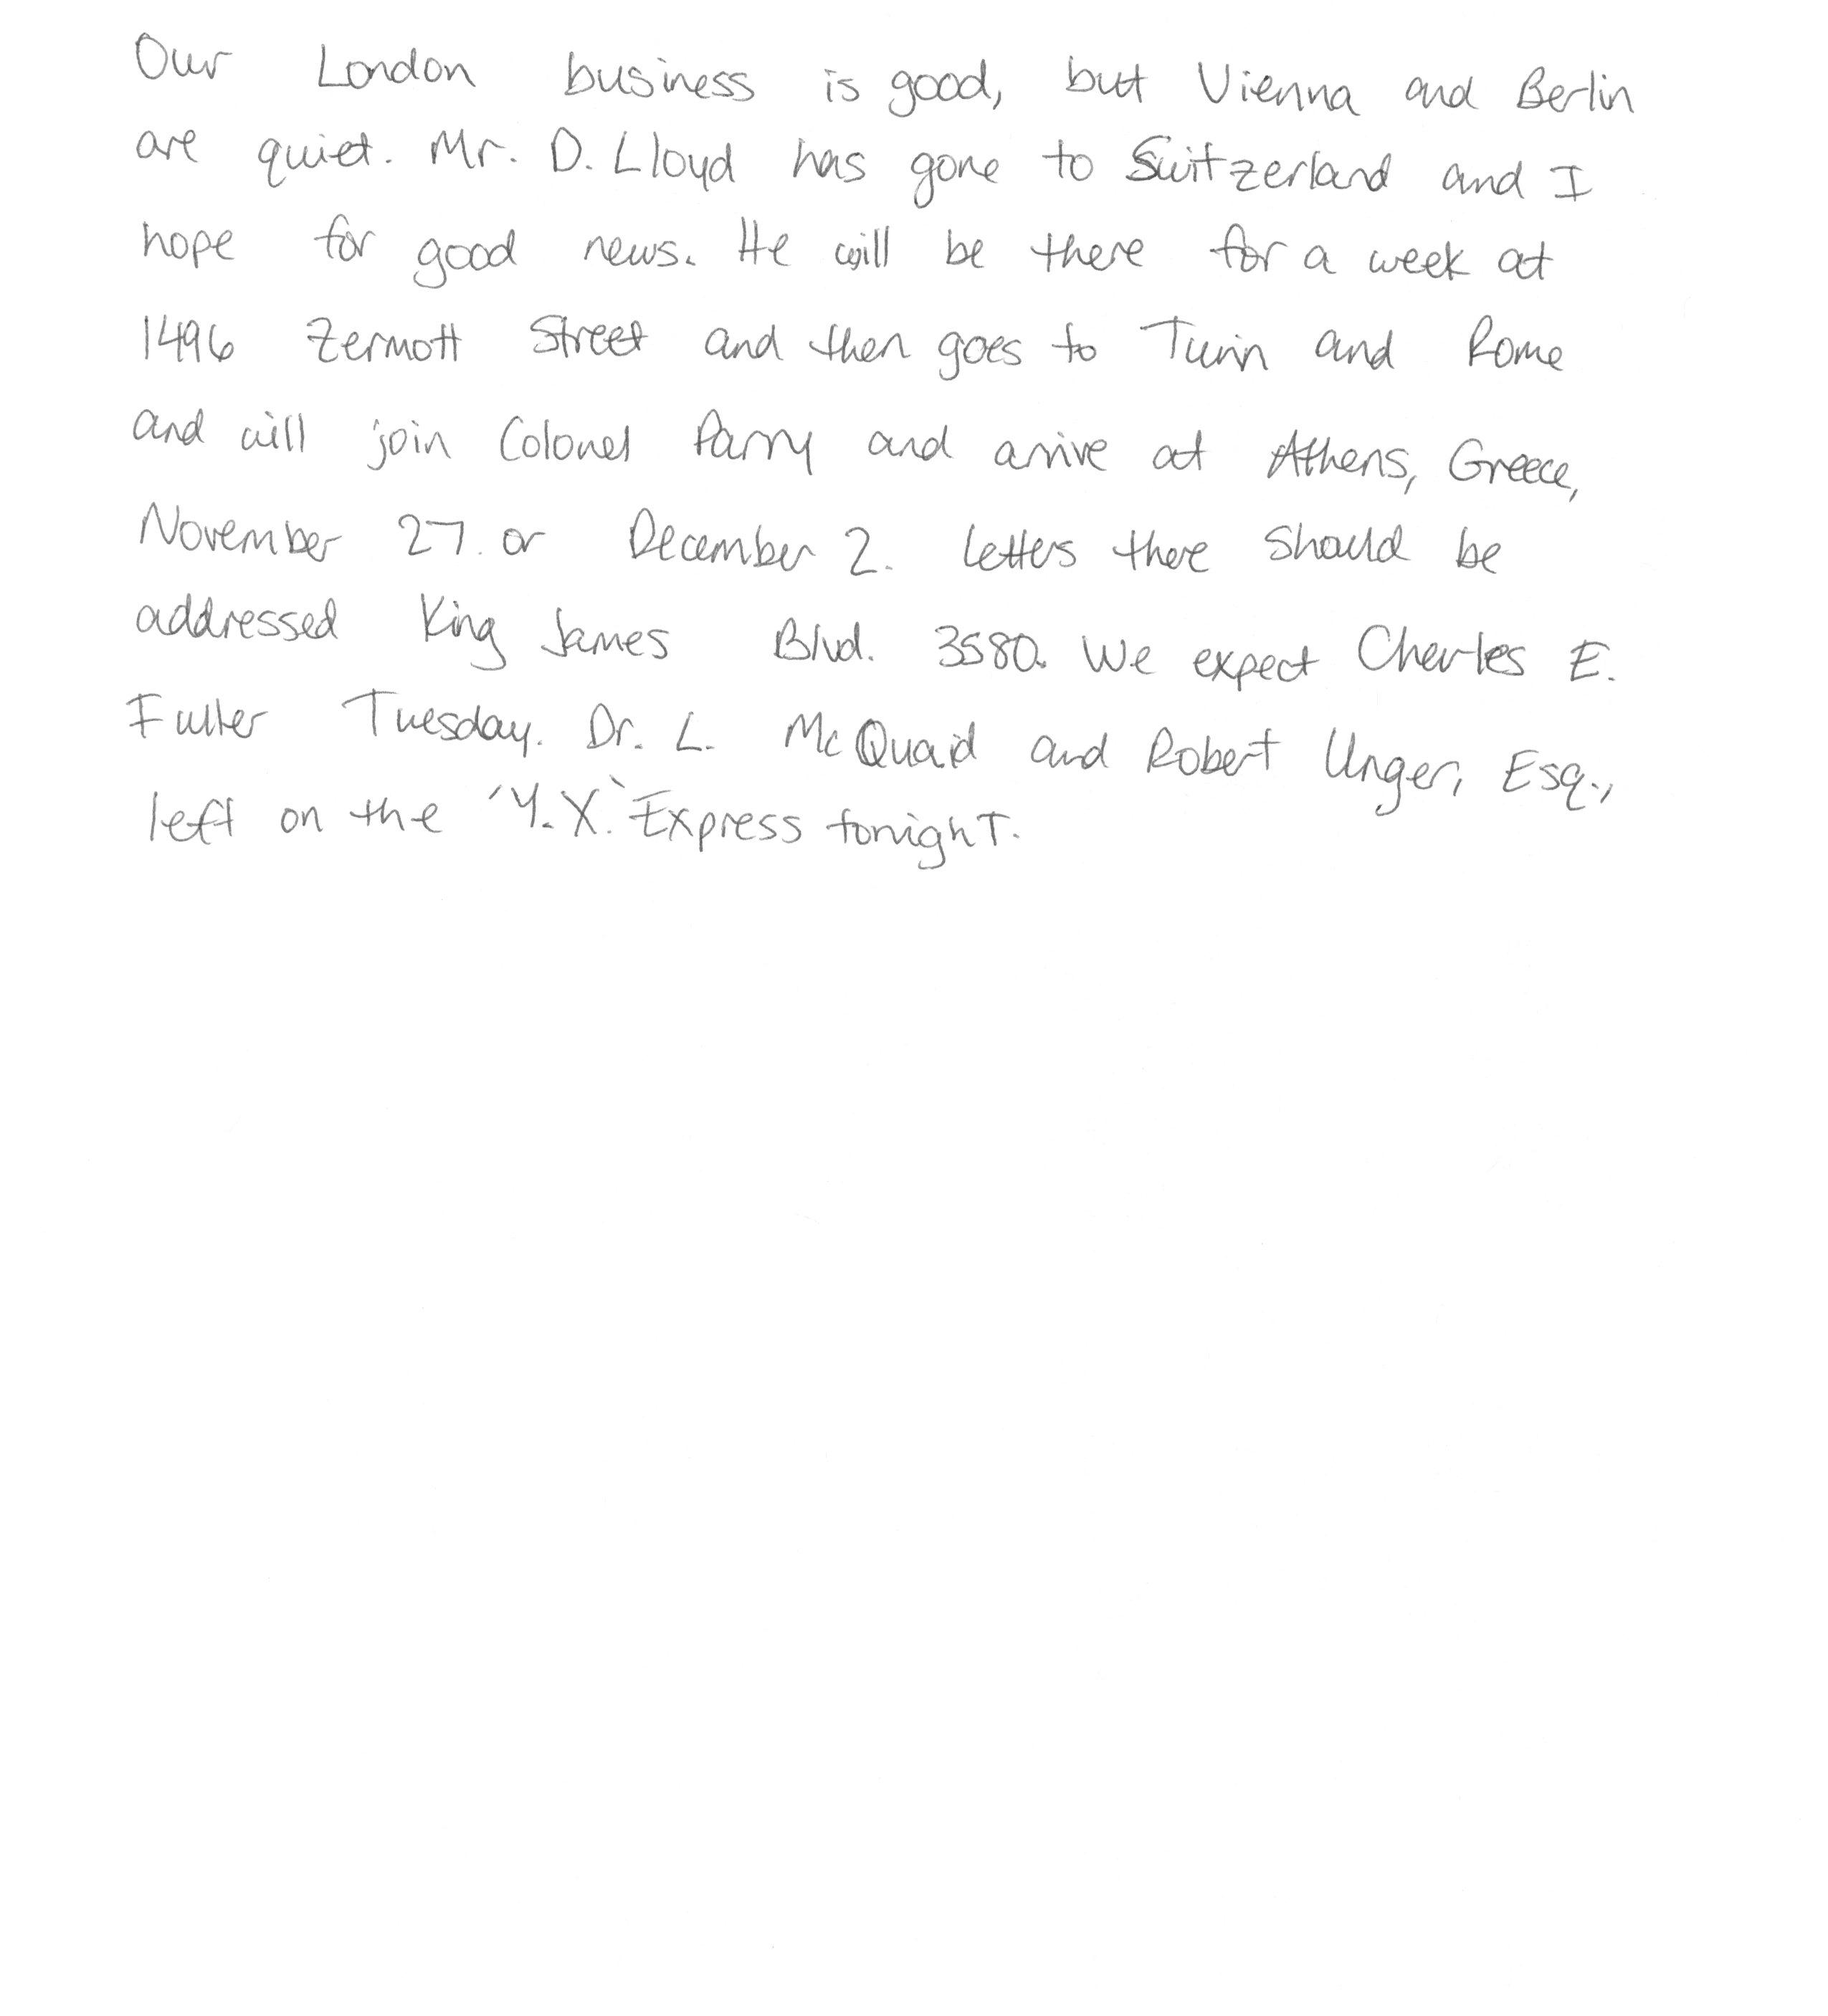 Our London business is good, but Vienna and Berlin
are quiet. Mr. D. Lloyd has gone to Switzerland and I
hope for good news. He will be there for a week at
1496 Zermott Street and then goes to Turin and Rome
and will join Colonel Parry and arrive at Athens, Greece,
November 27. or December 2. Letters there should be
addressed King James Blvd. 3580. We expect Charles E.
Fuller Tuesday. Dr. L. McQuaid and Robert Unger, Esq.,
left on the 'Y.X.' Express tonight.